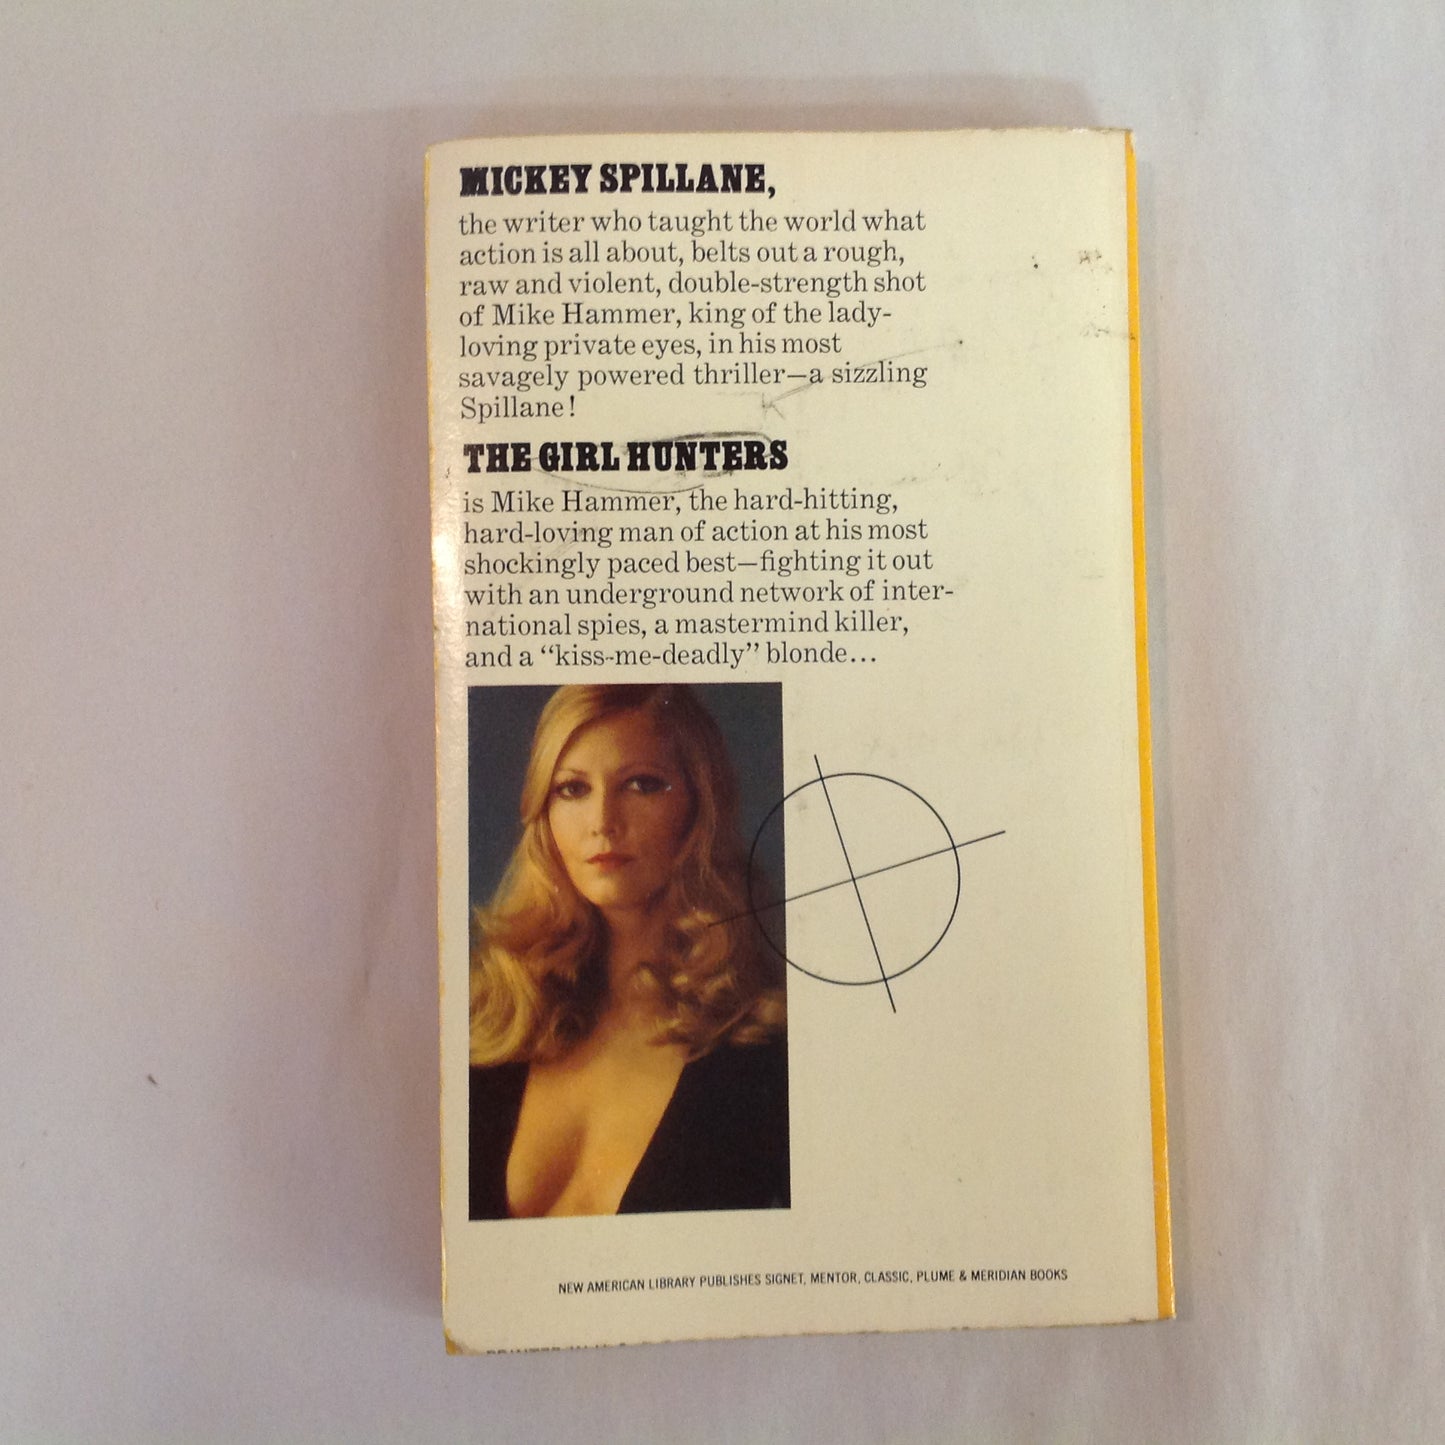 MICKEY SPILLANE,
the writer who taught the world what
action is all about, belts out a rough,
raw and violent, double-strength shot
of Mike Hammer, king of the lady-
loving private eyes, in his most
savagely powered thriller—a sizzling
Spillane!
THE GIRL HUNTERS
is Mike Hammer, the hard-hitting,
hard-loving man of action at his most
shockingly paced best—fighting it out
with an underground network of inter-
national spies, a mastermind killer,
and a “kiss-me-deadly” blonde...
NEW AMERICAN LIBRARY PUBLISHES SIGNET, MENTOR, CLASSIC, PLUME & MERIDIAN BOOKS